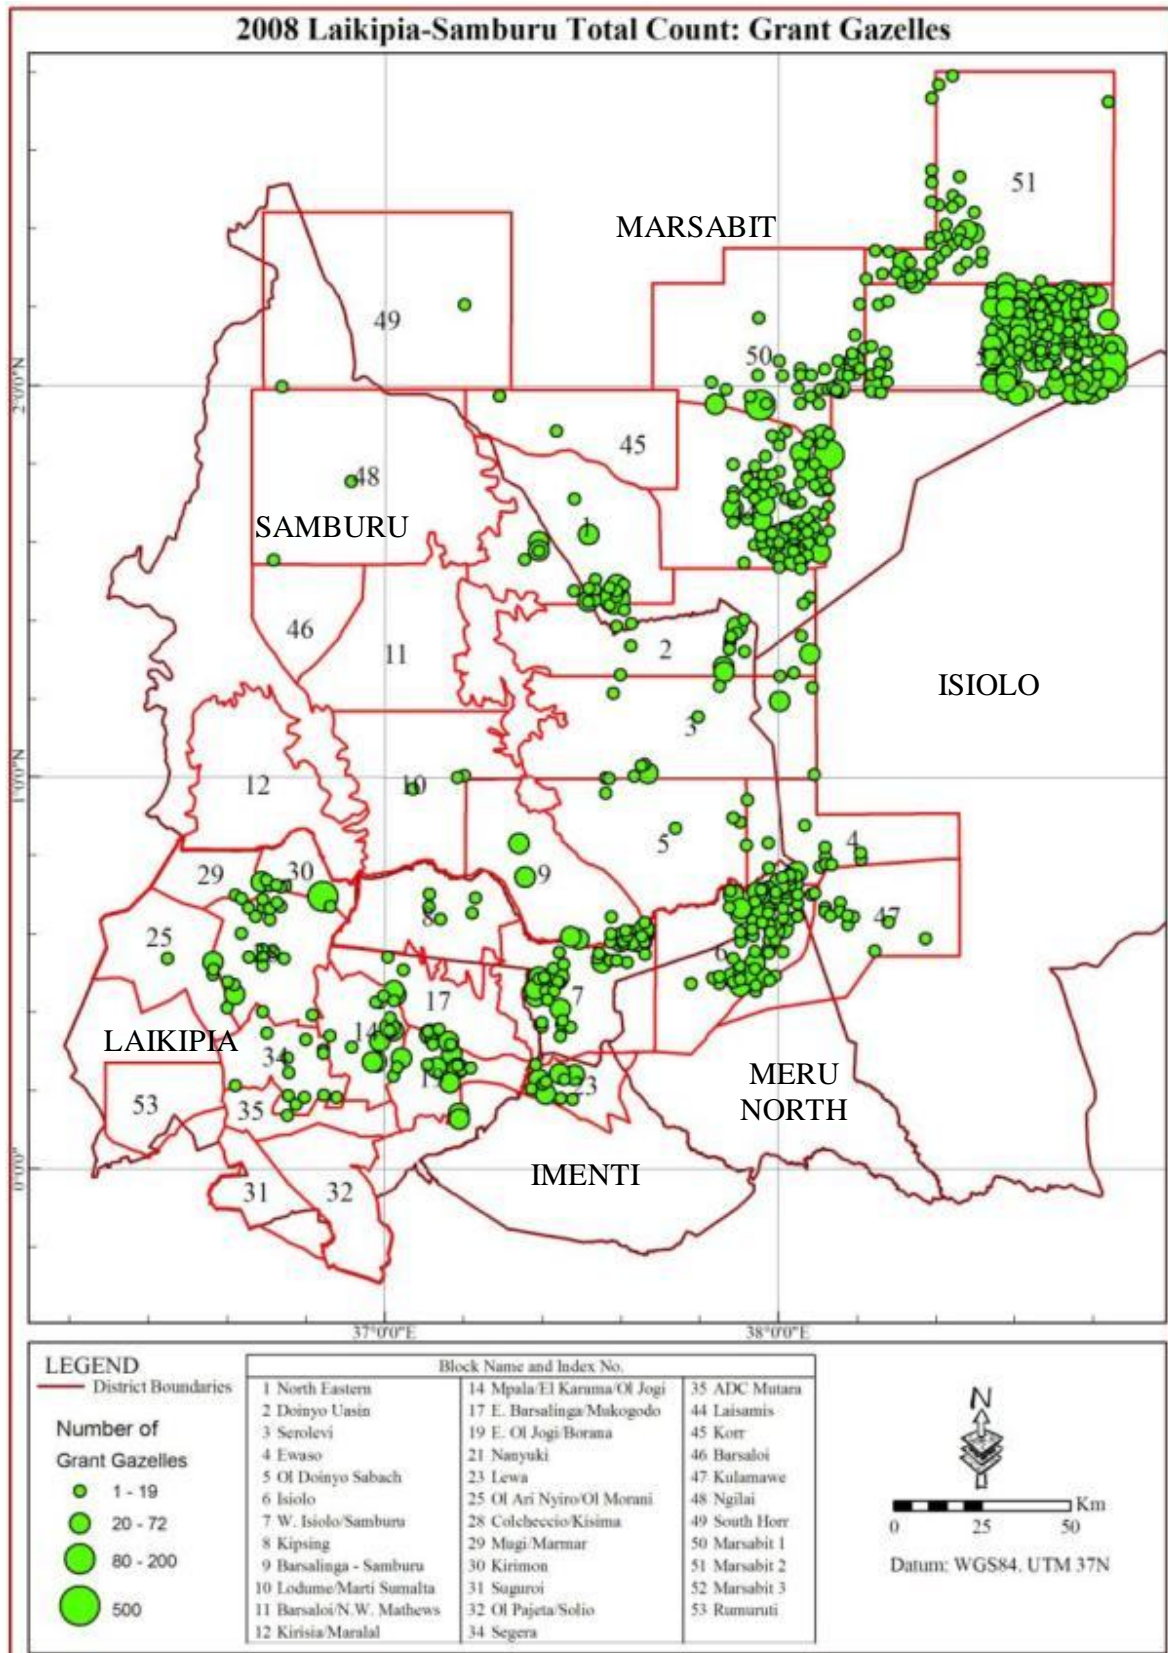 2008 Laikipia-Samburu Total Count: Grant Gazelles
51
MARSABIT
49
50
2°0'0"N
45
48
1
SAMBURU
46
11
2
ISIOLO
3
12
10
1°0'0"N
5
4
29
30
9
8
47
25
6
17
7
14
LAIKIPIA
34
23
MERU
NORTH
53
35
IMENTI
0°0'0"
31
32
37°0'0"E
38°0'0"E
LEGEND
District Boundaries
Number of
Grant Gazelles
1 - 19
20 - 72
80 - 200
500
Block Name and Index No.
1 North Eastern
2 Doinyo Uasin
3 Serolevi
4 Ewaso
5 Ol Doinyo Sabach
6 Isiolo
7 W. Isiolo/Samburu
8 Kipsing
9 Barsalinga - Samburu
10 Lodume/Marti Sumalta
11 Barsaloi/N.W. Mathews
12 Kirisia/Maralal
14 Mpala/El Karama/Ol Jogi
17 E. Barsalinga/Mukogodo
19 E. Ol Jogi/Borana
21 Nanyuki
23 Lewa
25 Ol Ari Nyiro/Ol Morani
28 Colcheccio/Kisima
29 Mugi/Marmar
30 Kirimon
31 Suguroi
32 Ol Pajeta/Solio
34 Segera
35 ADC Mutara
44 Laisamis
45 Korr
46 Barsaloi
47 Kulamawe
48 Ngilai
49 South Horr
50 Marsabit 1
51 Marsabit 2
52 Marsabit 3
53 Rumuruti
N
Km
0 25 50
Datum: WGS84. UTM 37N